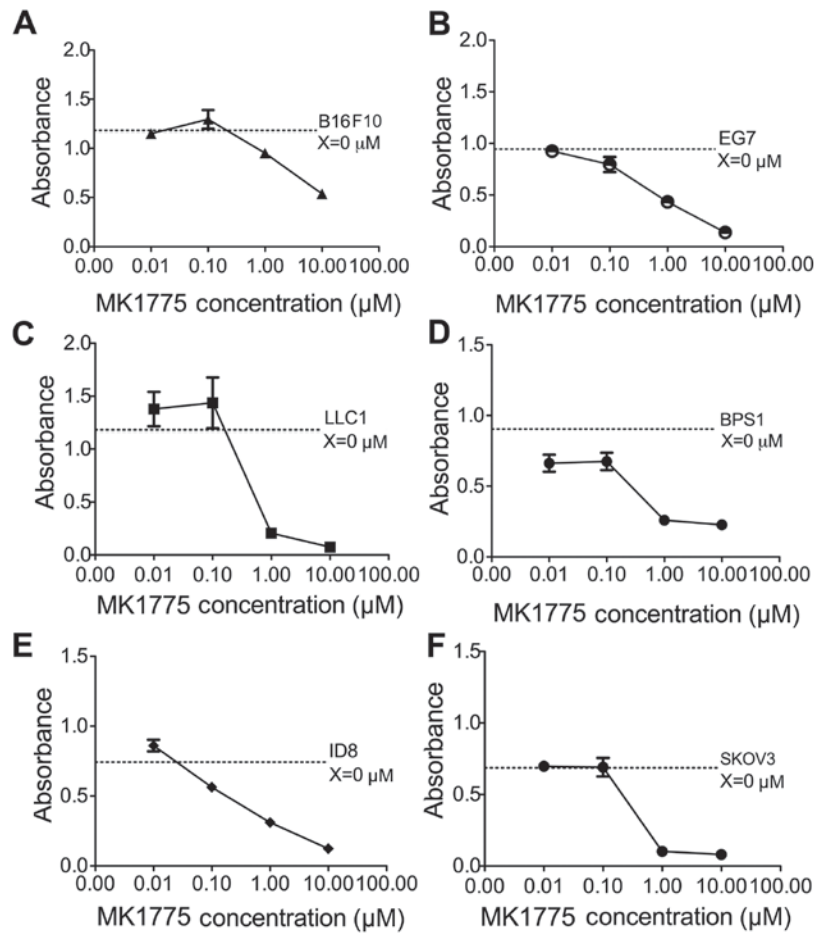 A
2.0
1.5
1.0
0.5
0.0
Absorbance
B16F10
X=0 μM
0.00 0.01 0.10 1.00 10.00 100.00
MK1775 concentration (μM)
B
2.0
1.5
1.0
0.5
0.0
Absorbance
EG7
X=0 μM
0.00 0.01 0.10 1.00 10.00 100.00
MK1775 concentration (μM)
C
2.0
1.5
1.0
0.5
0.0
Absorbance
LLC1
X=0 μM
0.00 0.01 0.10 1.00 10.00 100.00
MK1775 concentration (μM)
D
1.5
1.0
0.5
0.0
Absorbance
BPS1
X=0 μM
0.00 0.01 0.10 1.00 10.00 100.00
MK1775 concentration (μM)
E
1.5
1.0
0.5
0.0
Absorbance
ID8
X=0 μM
0.00 0.01 0.10 1.00 10.00 100.00
MK1775 concentration (μM)
F
1.5
1.0
0.5
0.0
Absorbance
SKOV3
X=0 μM
0.00 0.01 0.10 1.00 10.00 100.00
MK1775 concentration (μM)